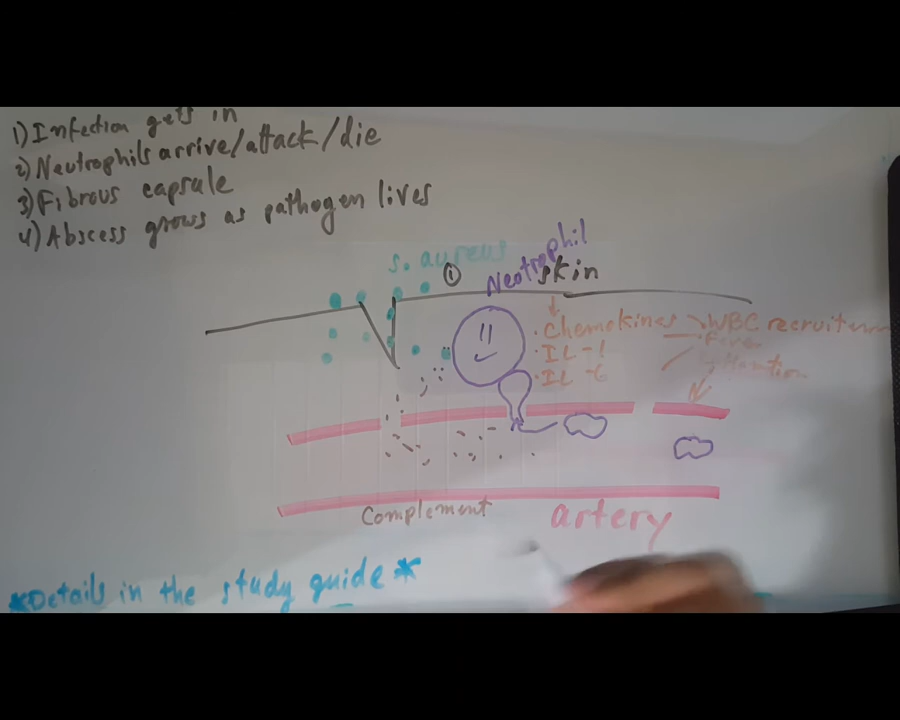 1) Infection gets in
2) Neutrophils arrive/attack/die
3) Fibrous capsule
4) Abscess grows as pathogen lives
s. aureus
①
Neutrophil
skin
• Chemokines → WBC
• IL-1
• Fever
• IL-6
Complement
artery
*Details in the study guide*